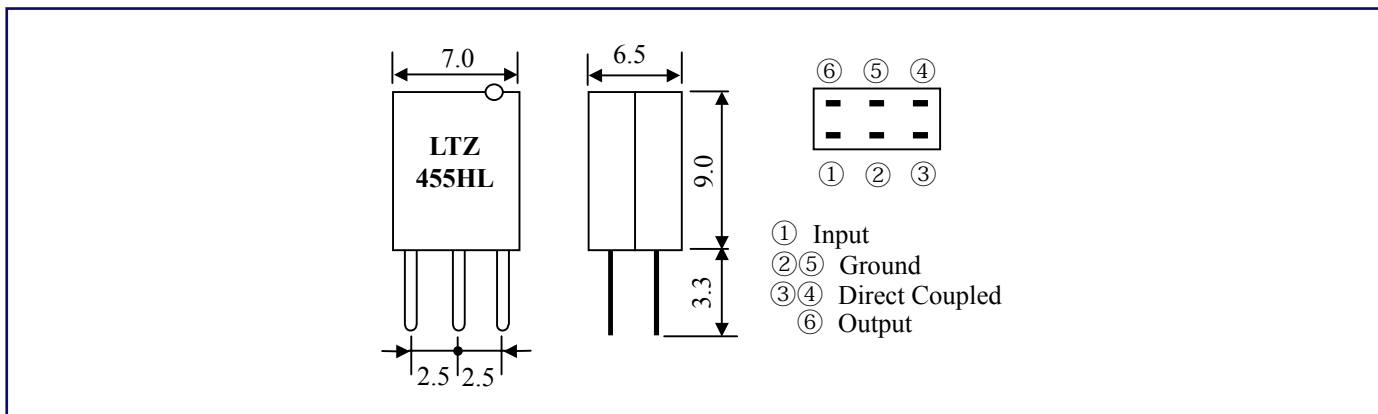 7.0
LTZ
455HL
2.5 2.5
6.5
9.0
3.3
⑥ ⑤ ④
① ② ③
① Input
②⑤ Ground
③④ Direct Coupled
⑥ Output